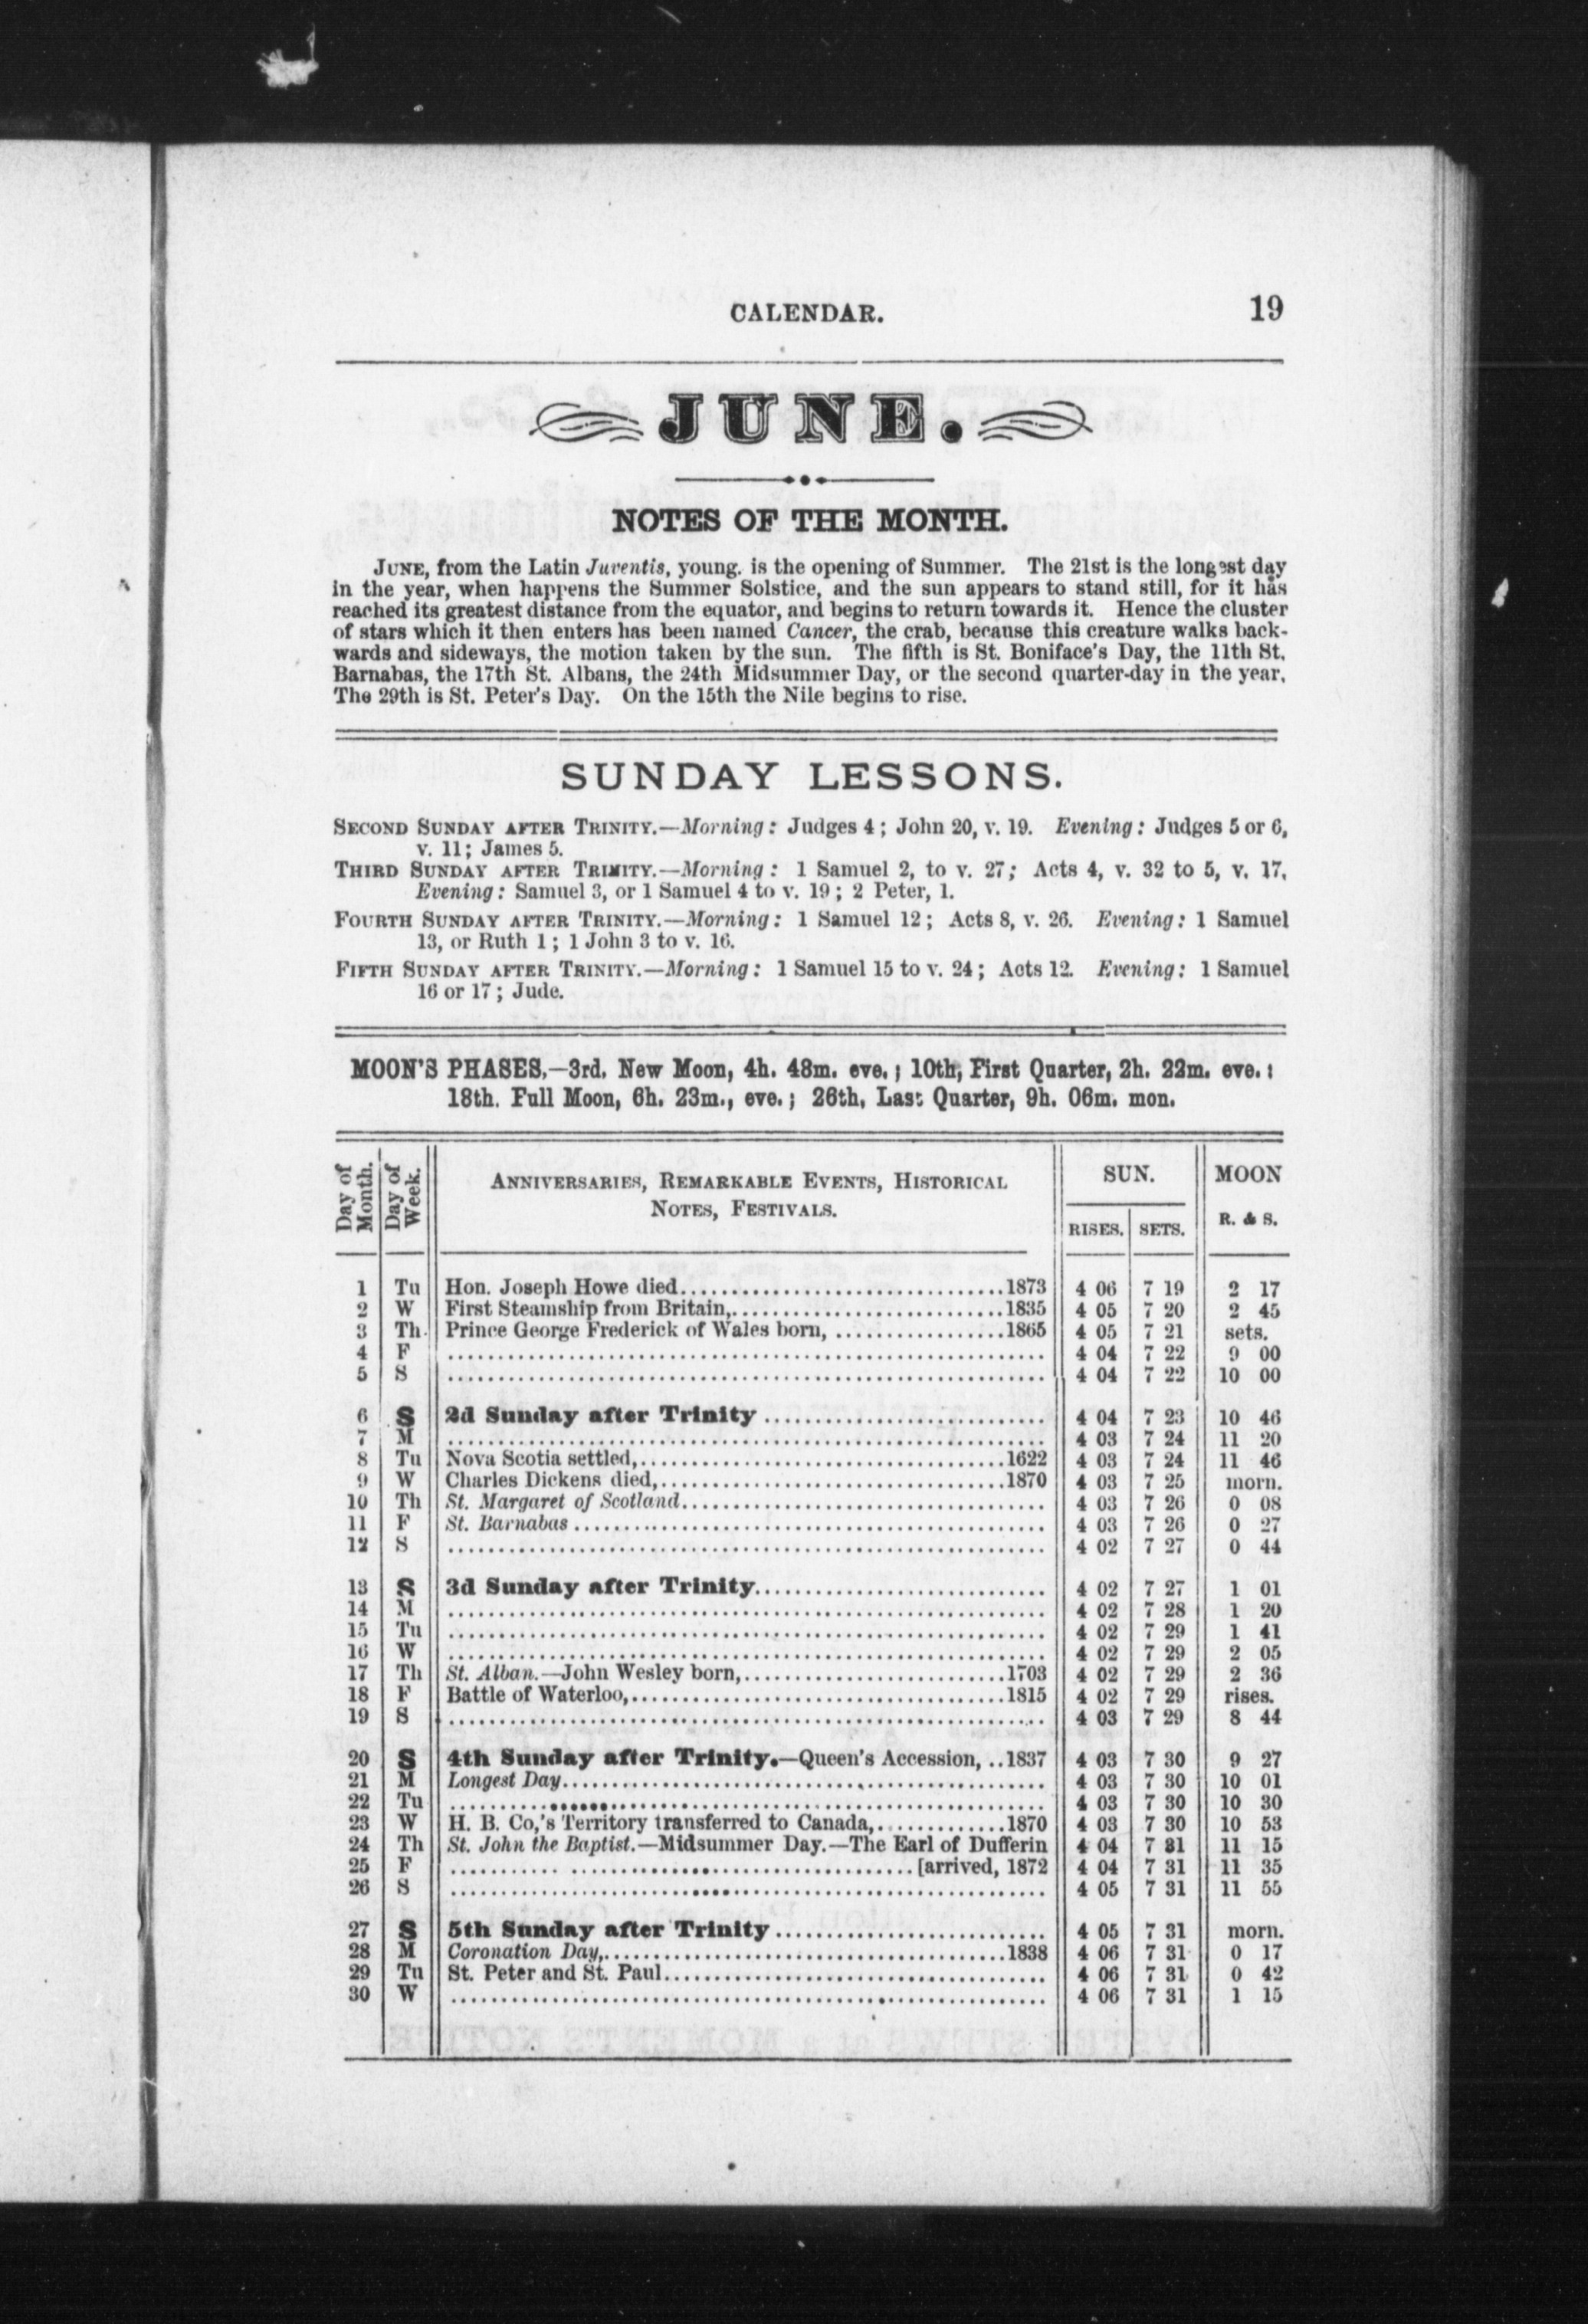 CALENDAR. 19
JUNE.
NOTES OF THE MONTH.
JUNE, from the Latin Juventis, young. is the opening of Summer. The 21st is the longest day
in the year, when happens the Summer Solstice, and the sun appears to stand still, for it has
reached its greatest distance from the equator, and begins to return towards it. Hence the cluster
of stars which it then enters has been named Cancer, the crab, because this creature walks back-
wards and sideways, the motion taken by the sun. The fifth is St. Boniface's Day, the 11th St.
Barnabas, the 17th St. Albans, the 24th Midsummer Day, or the second quarter-day in the year.
The 29th is St. Peter's Day. On the 15th the Nile begins to rise.
SUNDAY LESSONS.
SECOND SUNDAY AFTER TRINITY.—Morning: Judges 4; John 20, v. 19. Evening: Judges 5 or 6,
v. 11; James 5.
THIRD SUNDAY AFTER TRINITY.—Morning: 1 Samuel 2, to v. 27; Acts 4, v. 32 to 5, v. 17.
Evening: Samuel 3, or 1 Samuel 4 to v. 19; 2 Peter, 1.
FOURTH SUNDAY AFTER TRINITY.—Morning: 1 Samuel 12; Acts 8, v. 26. Evening: 1 Samuel
13, or Ruth 1; 1 John 3 to v. 16.
FIFTH SUNDAY AFTER TRINITY.—Morning: 1 Samuel 15 to v. 24; Acts 12. Evening: 1 Samuel
16 or 17; Jude.
MOON'S PHASES,—3rd. New Moon, 4h. 48m. eve.; 10th, First Quarter, 2h. 22m. eve.:
18th. Full Moon, 6h. 23m., eve.; 26th, Last Quarter, 9h. 06m. mon.
Day of Month. Day of Week. ANNIVERSARIES, REMARKABLE EVENTS, HISTORICAL SUN. MOON
NOTES, FESTIVALS. RISES. SETS. R. & S.
1 Tu Hon. Joseph Howe died..........1873 4 06 7 19 2 17
2 W First Steamship from Britain,..........1835 4 05 7 20 2 45
3 Th Prince George Frederick of Wales born, ..........1865 4 05 7 21 sets.
4 F .......... 4 04 7 22 9 00
5 S .......... 4 04 7 22 10 00
6 S 2d Sunday after Trinity .......... 4 04 7 23 10 46
7 M .......... 4 03 7 24 11 20
8 Tu Nova Scotia settled,..........1622 4 03 7 24 11 46
9 W Charles Dickens died,..........1870 4 03 7 25 morn.
10 Th St. Margaret of Scotland.......... 4 03 7 26 0 08
11 F St. Barnabas .......... 4 03 7 26 0 27
12 S .......... 4 02 7 27 0 44
13 S 3d Sunday after Trinity.......... 4 02 7 27 1 01
14 M .......... 4 02 7 28 1 20
15 Tu .......... 4 02 7 29 1 41
16 W .......... 4 02 7 29 2 05
17 Th St. Alban.—John Wesley born,..........1703 4 02 7 29 2 36
18 F Battle of Waterloo,..........1815 4 02 7 29 rises.
19 S .......... 4 03 7 29 8 44
20 S 4th Sunday after Trinity.—Queen's Accession, ..1837 4 03 7 30 9 27
21 M Longest Day.......... 4 03 7 30 10 01
22 Tu .......... 4 03 7 30 10 30
23 W H. B. Co,'s Territory transferred to Canada,..........1870 4 03 7 30 10 53
24 Th St. John the Baptist.—Midsummer Day.—The Earl of Dufferin 4 04 7 31 11 15
25 F .......... [arrived, 1872 4 04 7 31 11 35
26 S .......... 4 05 7 31 11 55
27 S 5th Sunday after Trinity .......... 4 05 7 31 morn.
28 M Coronation Day,..........1838 4 06 7 31 0 17
29 Tu St. Peter and St. Paul.......... 4 06 7 31 0 42
30 W .......... 4 06 7 31 1 15